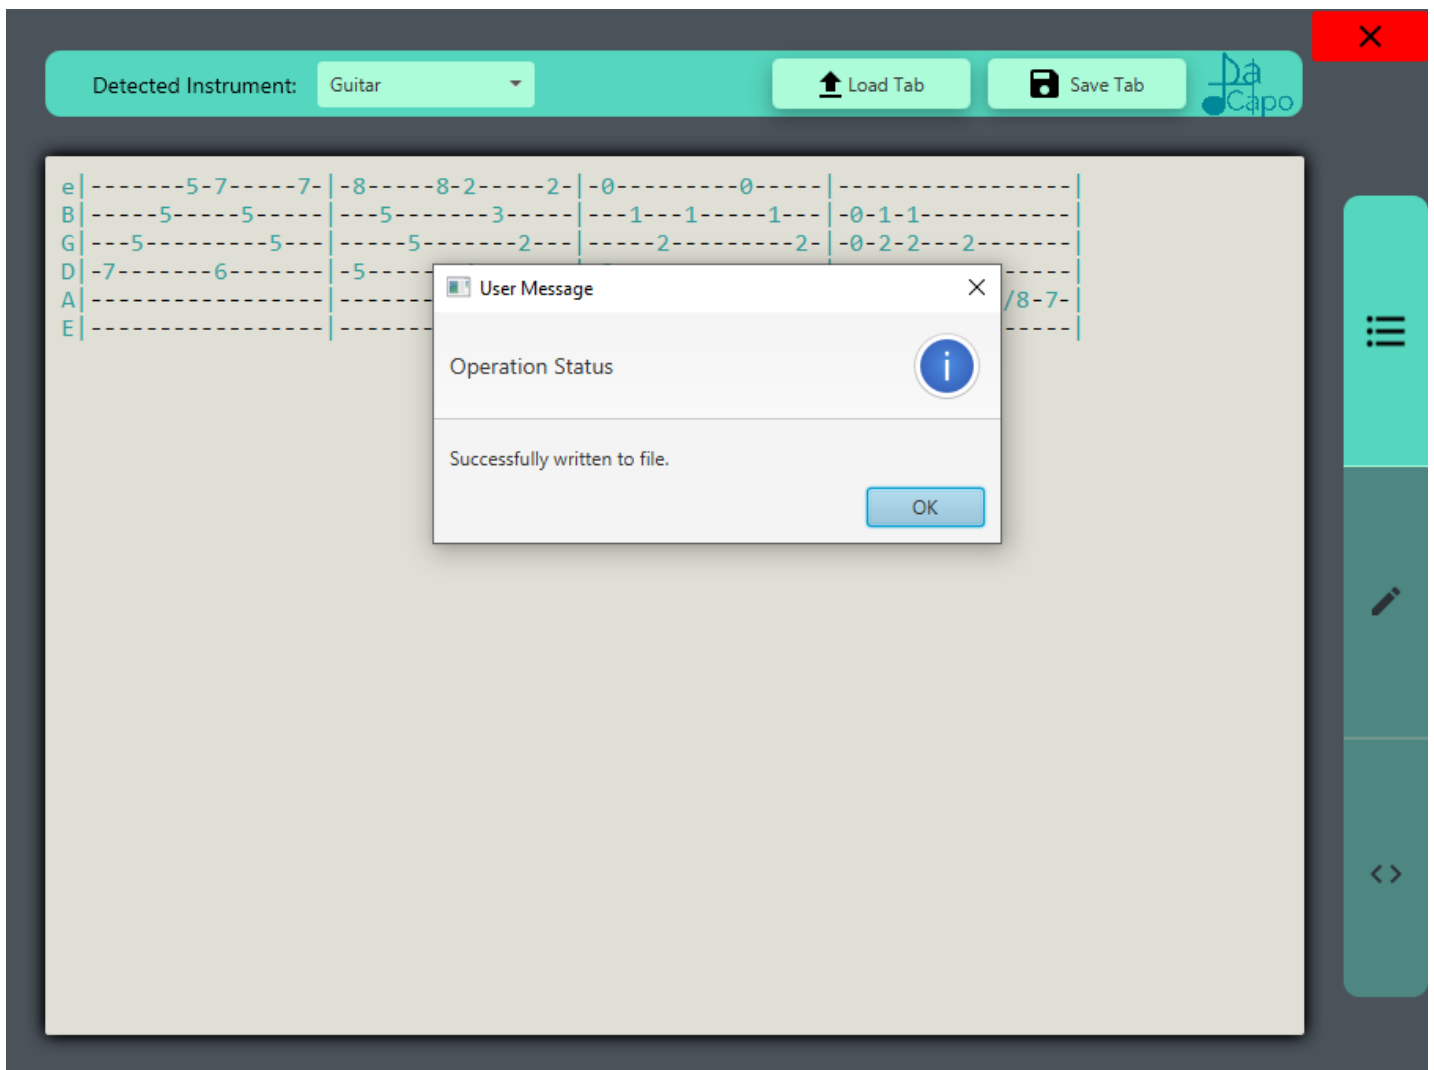 Detected Instrument: Guitar Load Tab Save Tab Da Capo
e|-------5-7-----7-|-8-----8-2-----2-|-0---------0-----|-----------------|
B|-----5-----5-----|---5-------3-----|---1---1-----1---|-0-1-1-----------|
G|---5---------5---|-----5-------2---|-----2---------2-|-0-2-2---2-------|
D|-7-------6-------|-5-----
-----|
A|-----------------|-------
/8-7-|
E|-----------------|-------
-----|
User Message
Operation Status
Successfully written to file.
OK